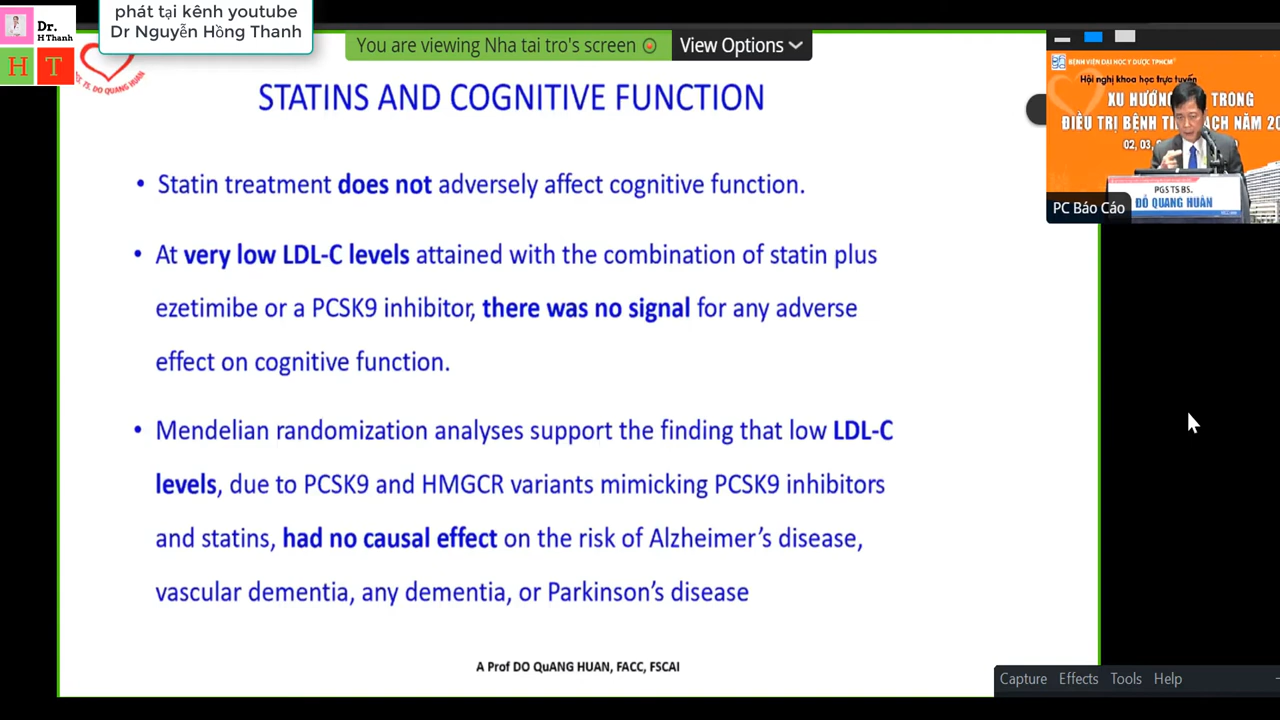 phát tại kênh youtube
Dr Nguyễn Hồng Thanh
Dr.
H Thanh
H T
TS. DO QUANG HUAN
You are viewing Nha tai tro's screen
View Options
STATINS AND COGNITIVE FUNCTION
• Statin treatment does not adversely affect cognitive function.
• At very low LDL-C levels attained with the combination of statin plus
ezetimibe or a PCSK9 inhibitor, there was no signal for any adverse
effect on cognitive function.
• Mendelian randomization analyses support the finding that low LDL-C
levels, due to PCSK9 and HMGCR variants mimicking PCSK9 inhibitors
and statins, had no causal effect on the risk of Alzheimer’s disease,
vascular dementia, any dementia, or Parkinson’s disease
A Prof DO QuANG HUAN, FACC, FSCAI
BỆNH VIỆN ĐẠI HỌC Y DƯỢC TPHCM
Hội nghị khoa học trực tuyến
XU HƯỚNG TRONG
ĐIỀU TRỊ BỆNH
02, 03,
PGS TS BS.
ĐỖ QUANG HUÂN
PC Báo Cáo
Capture Effects Tools Help